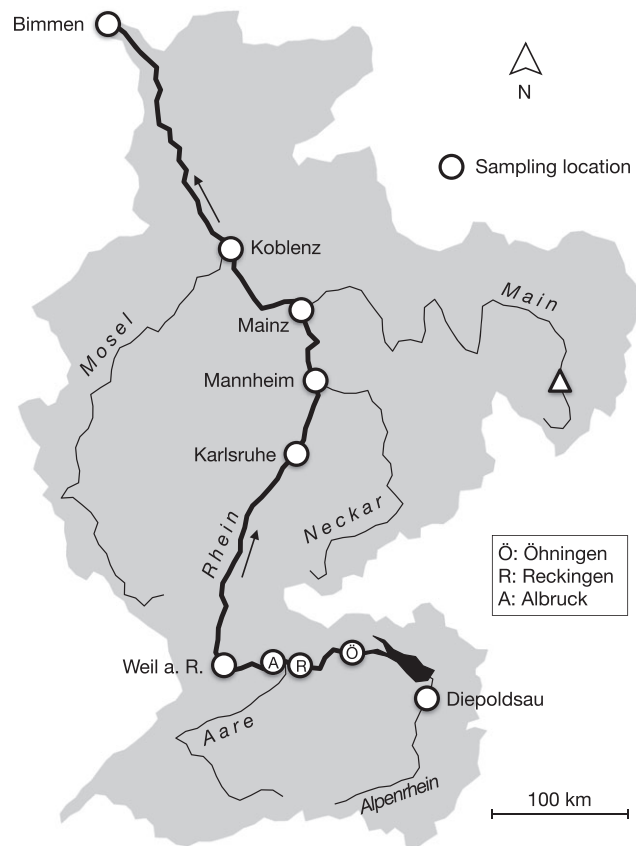 Bimmen
N
Sampling location
Koblenz
Main
Mainz
Mosel
Mannheim
Karlsruhe
Neckar
Rhein
Ö: Öhningen
R: Reckingen
A: Albruck
Ö
A
R
Weil a. R.
Diepoldsau
Aare
Alpenrhein
100 km